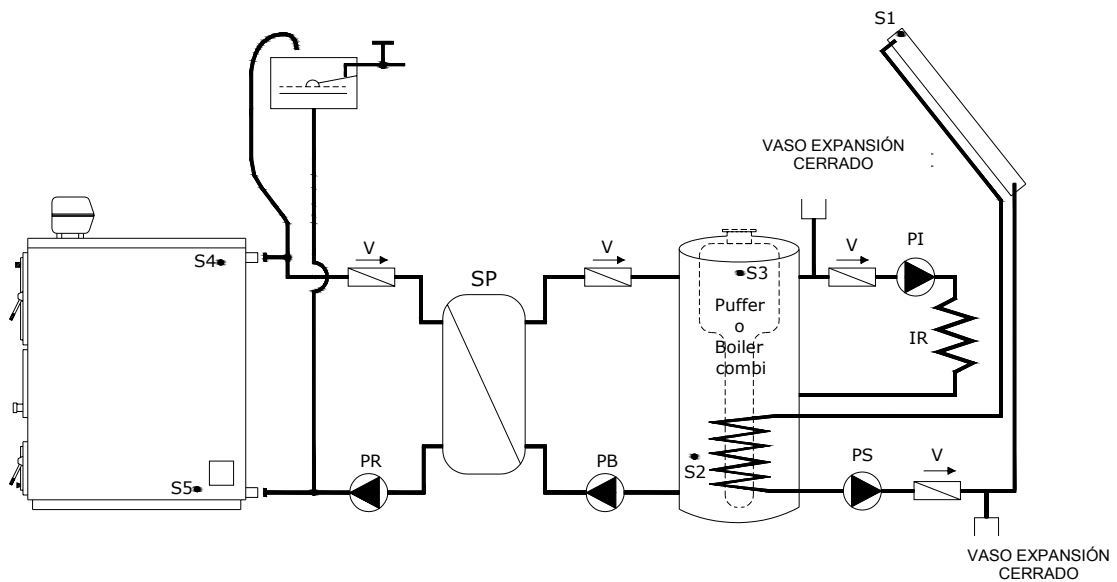 S1
VASO EXPANSIÓN
CERRADO
V
V
V
PI
S4
SP
S3
Puffer
o
Boiler
combi
IR
S2
PR
PB
PS
V
S5
VASO EXPANSIÓN
CERRADO